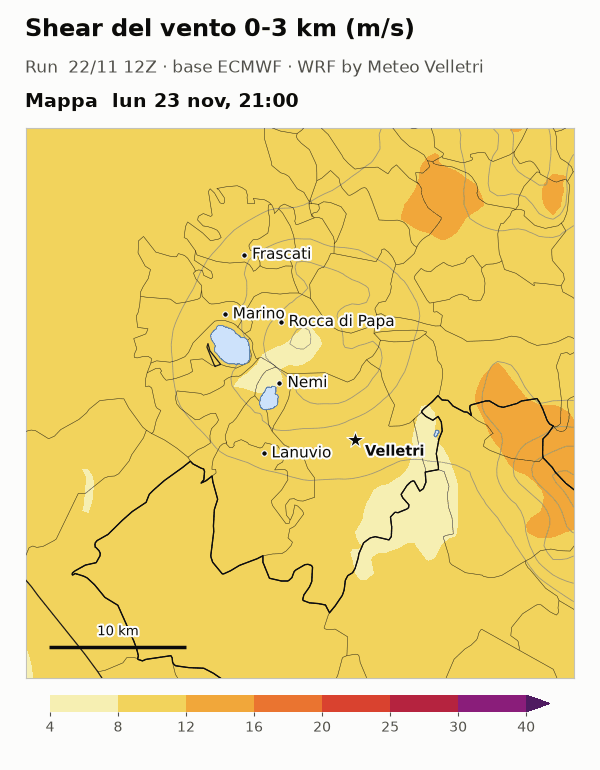 Shear del vento 0-3 km (m/s)
Run 22/11 12Z · base ECMWF · WRF by Meteo Velletri
Mappa lun 23 nov, 21:00
Frascati
Marino
Rocca di Papa
Nemi
Velletri
Lanuvio
10 km
4 8 12 16 20 25 30 40